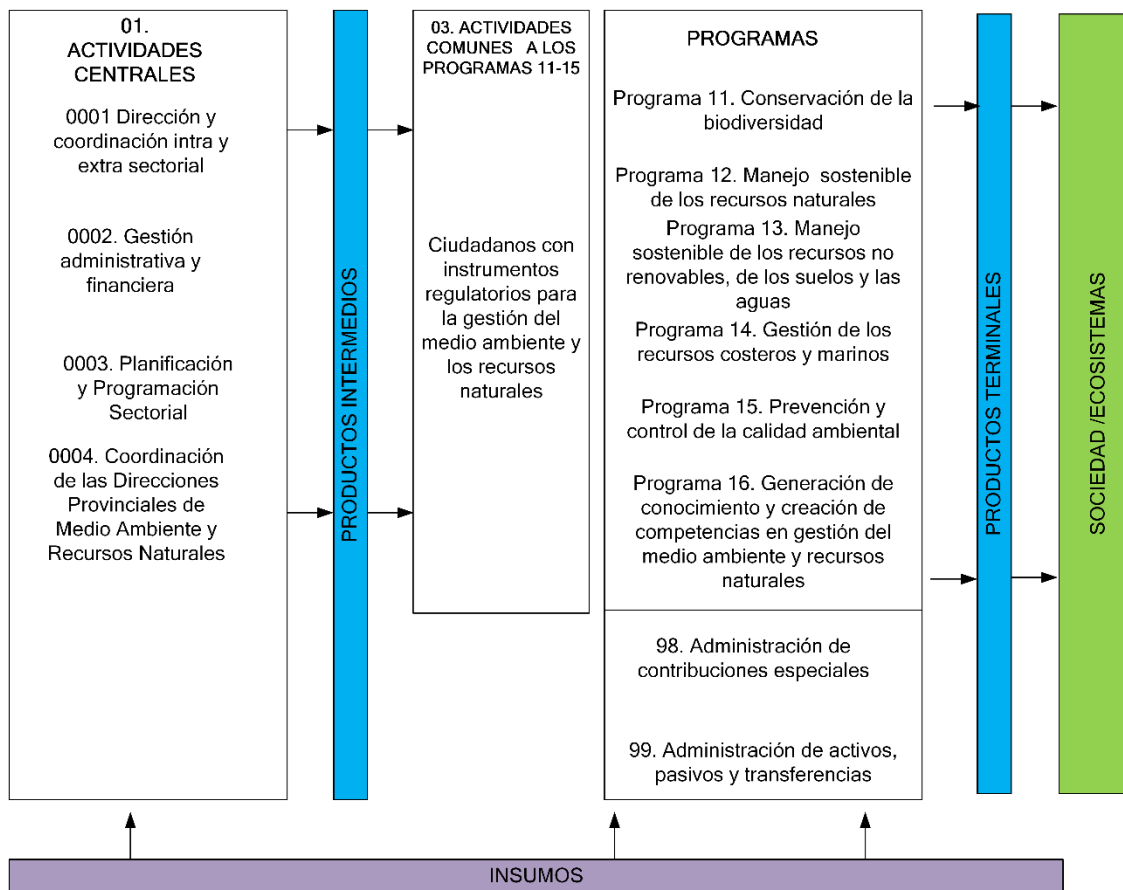 01.
ACTIVIDADES
CENTRALES
0001 Dirección y
coordinación intra y
extra sectorial
0002. Gestión
administrativa y
financiera
0003. Planificación
y Programación
Sectorial
0004. Coordinación
de las Direcciones
Provinciales de
Medio Ambiente y
Recursos Naturales
PRODUCTOS INTERMEDIOS
03. ACTIVIDADES
COMUNES A LOS
PROGRAMAS 11-15
Ciudadanos con
instrumentos
regulatorios para
la gestión del
medio ambiente y
los recursos
naturales
PROGRAMAS
Programa 11. Conservación de la
biodiversidad
Programa 12. Manejo sostenible
de los recursos naturales
Programa 13. Manejo
sostenible de los recursos no
renovables, de los suelos y las
aguas
Programa 14. Gestión de los
recursos costeros y marinos
Programa 15. Prevención y
control de la calidad ambiental
Programa 16. Generación de
conocimiento y creación de
competencias en gestión del
medio ambiente y recursos
naturales
98. Administración de
contribuciones especiales
99. Administración de activos,
pasivos y transferencias
PRODUCTOS TERMINALES
SOCIEDAD /ECOSISTEMAS
INSUMOS